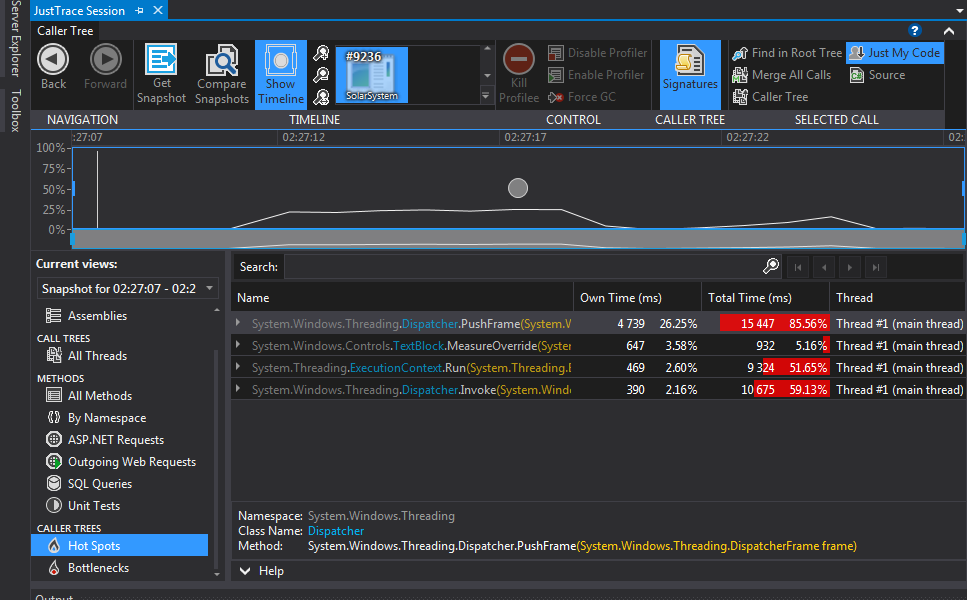 Server Explorer
Toolbox
JustTrace Session
Caller Tree
Back
Forward
Get Snapshot
Compare Snapshots
Show Timeline
#9236
SolarSystem
Kill Profilee
Disable Profiler
Enable Profiler
Force GC
Signatures
Find in Root Tree
Merge All Calls
Caller Tree
Just My Code
Source
NAVIGATION TIMELINE CONTROL CALLER TREE SELECTED CALL
:27:07 02:27:12 02:27:17 02:27:22 02:
100%
75%
50%
25%
0%
Current views:
Snapshot for 02:27:07 - 02:2
Assemblies
CALL TREES
All Threads
METHODS
All Methods
By Namespace
ASP.NET Requests
Outgoing Web Requests
SQL Queries
Unit Tests
CALLER TREES
Hot Spots
Bottlenecks
Search:
Name Own Time (ms) Total Time (ms) Thread
System.Windows.Threading.Dispatcher.PushFrame(System.W 4 739 26.25% 15 447 85.56% Thread #1 (main thread)
System.Windows.Controls.TextBlock.MeasureOverride(System 647 3.58% 932 5.16% Thread #1 (main thread)
System.Threading.ExecutionContext.Run(System.Threading.E 469 2.60% 9 324 51.65% Thread #1 (main thread)
System.Windows.Threading.Dispatcher.Invoke(System.Windo 390 2.16% 10 675 59.13% Thread #1 (main thread)
Namespace: System.Windows.Threading
Class Name: Dispatcher
Method: System.Windows.Threading.Dispatcher.PushFrame(System.Windows.Threading.DispatcherFrame frame)
Help
Output